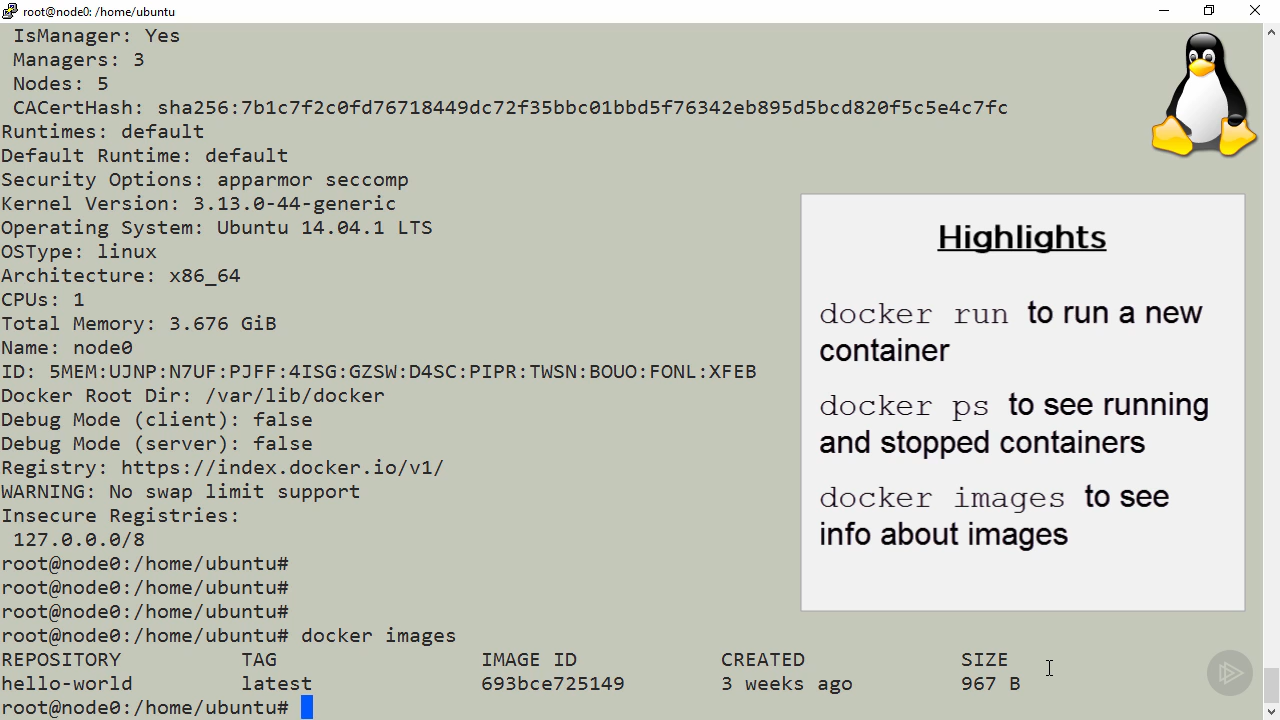 root@node0: /home/ubuntu
IsManager: Yes
Managers: 3
Nodes: 5
CACertHash: sha256:7b1c7f2c0fd76718449dc72f35bbc01bbd5f76342eb895d5bcd820f5c5e4c7fc
Runtimes: default
Default Runtime: default
Security Options: apparmor seccomp
Kernel Version: 3.13.0-44-generic
Operating System: Ubuntu 14.04.1 LTS
OSType: linux
Architecture: x86_64
CPUs: 1
Total Memory: 3.676 GiB
Name: node0
ID: 5MEM:UJNP:N7UF:PJFF:4ISG:GZSW:D4SC:PIPR:TWSN:BOUO:FONL:XFEB
Docker Root Dir: /var/lib/docker
Debug Mode (client): false
Debug Mode (server): false
Registry: https://index.docker.io/v1/
WARNING: No swap limit support
Insecure Registries:
127.0.0.0/8
root@node0:/home/ubuntu#
root@node0:/home/ubuntu#
root@node0:/home/ubuntu#
root@node0:/home/ubuntu# docker images
REPOSITORY TAG IMAGE ID CREATED SIZE
hello-world latest 693bce725149 3 weeks ago 967 B
root@node0:/home/ubuntu#
Highlights
docker run to run a new
container
docker ps to see running
and stopped containers
docker images to see
info about images